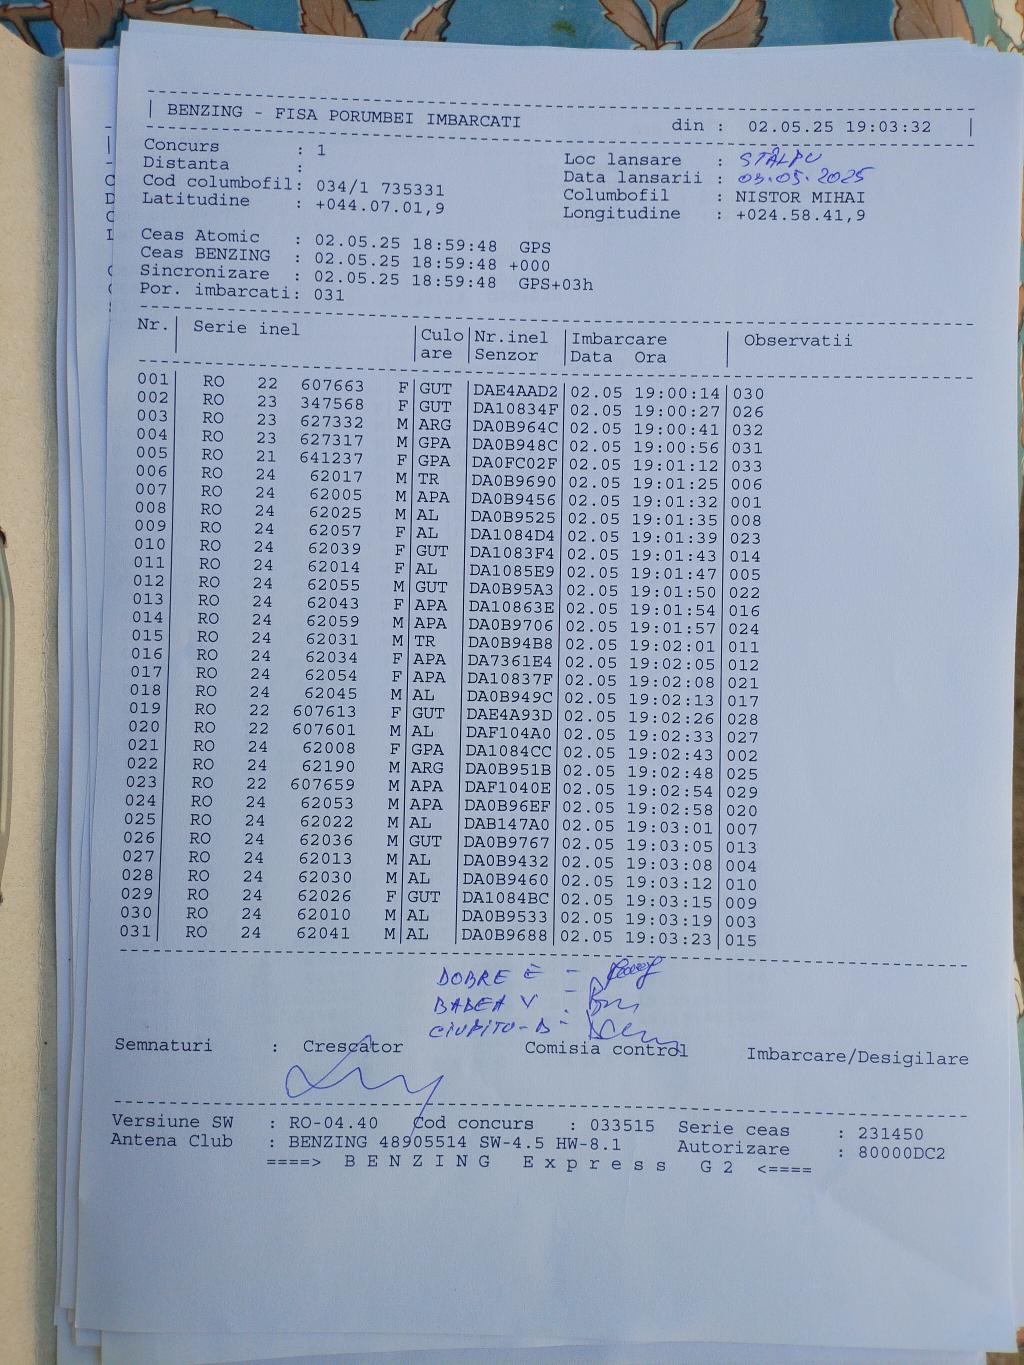 BENZING - FISA PORUMBEI IMBARCATI din : 02.05.25 19:03:32
Concurs : 1 Loc lansare : STÂLPU
Distanta : Data lansarii : 03.05.2025
Cod columbofil: 034/1 735331 Columbofil : NISTOR MIHAI
Latitudine : +044.07.01,9 Longitudine : +024.58.41,9
Ceas Atomic : 02.05.25 18:59:48 GPS
Ceas BENZING : 02.05.25 18:59:48 +000
Sincronizare : 02.05.25 18:59:48 GPS+03h
Por. imbarcati: 031
Nr.| Serie inel |Culo|Nr.inel |Imbarcare | Observatii
| |are |Senzor |Data Ora |
001| RO 22 607663 F|GUT |DAE4AAD2|02.05 19:00:14|030
002| RO 23 347568 F|GUT |DA10834F|02.05 19:00:27|026
003| RO 23 627332 M|ARG |DA0B964C|02.05 19:00:41|032
004| RO 23 627317 M|GPA |DA0B948C|02.05 19:00:56|031
005| RO 21 641237 F|GPA |DA0FC02F|02.05 19:01:12|033
006| RO 24 62017 M|TR |DA0B9690|02.05 19:01:25|006
007| RO 24 62005 M|APA |DA0B9456|02.05 19:01:32|001
008| RO 24 62025 M|AL |DA0B9525|02.05 19:01:35|008
009| RO 24 62057 F|AL |DA1084D4|02.05 19:01:39|023
010| RO 24 62039 F|GUT |DA1083F4|02.05 19:01:43|014
011| RO 24 62014 F|AL |DA1085E9|02.05 19:01:47|005
012| RO 24 62055 M|GUT |DA0B95A3|02.05 19:01:50|022
013| RO 24 62043 F|APA |DA10863E|02.05 19:01:54|016
014| RO 24 62059 M|APA |DA0B9706|02.05 19:01:57|024
015| RO 24 62031 M|TR |DA0B94B8|02.05 19:02:01|011
016| RO 24 62034 F|APA |DA7361E4|02.05 19:02:05|012
017| RO 24 62054 F|APA |DA10837F|02.05 19:02:08|021
018| RO 24 62045 M|AL |DA0B949C|02.05 19:02:13|017
019| RO 22 607613 F|GUT |DAE4A93D|02.05 19:02:26|028
020| RO 22 607601 M|AL |DAF104A0|02.05 19:02:33|027
021| RO 24 62008 F|GPA |DA1084CC|02.05 19:02:43|002
022| RO 24 62190 M|ARG |DA0B951B|02.05 19:02:48|025
023| RO 22 607659 M|APA |DAF1040E|02.05 19:02:54|029
024| RO 24 62053 M|APA |DA0B96EF|02.05 19:02:58|020
025| RO 24 62022 M|AL |DAB147A0|02.05 19:03:01|007
026| RO 24 62036 M|GUT |DA0B9767|02.05 19:03:05|013
027| RO 24 62013 M|AL |DA0B9432|02.05 19:03:08|004
028| RO 24 62030 M|AL |DA0B9460|02.05 19:03:12|010
029| RO 24 62026 F|GUT |DA1084BC|02.05 19:03:15|009
030| RO 24 62010 M|AL |DA0B9533|02.05 19:03:19|003
031| RO 24 62041 M|AL |DA0B9688|02.05 19:03:23|015
DOBRE E -
BADEA V -
Semnaturi : Crescator Comisia control Imbarcare/Desigilare
Versiune SW : RO-04.40 Cod concurs : 033515 Serie ceas : 231450
Antena Club : BENZING 48905514 SW-4.5 HW-8.1 Autorizare : 80000DC2
====> B E N Z I N G E x p r e s s G 2 <====